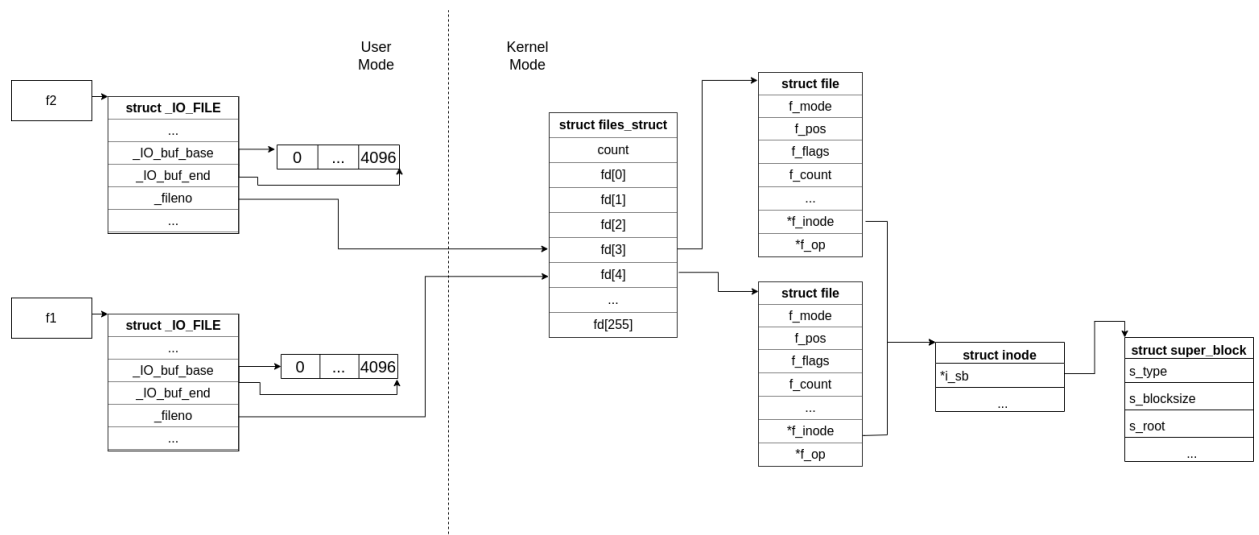 User
Mode
Kernel
Mode
f2
struct _IO_FILE
...
_IO_buf_base
_IO_buf_end
_fileno
...
0 ... 4096
f1
struct _IO_FILE
...
_IO_buf_base
_IO_buf_end
_fileno
...
0 ... 4096
struct files_struct
count
fd[0]
fd[1]
fd[2]
fd[3]
fd[4]
...
fd[255]
struct file
f_mode
f_pos
f_flags
f_count
...
*f_inode
*f_op
struct file
f_mode
f_pos
f_flags
f_count
...
*f_inode
*f_op
struct inode
*i_sb
...
struct super_block
s_type
s_blocksize
s_root
...